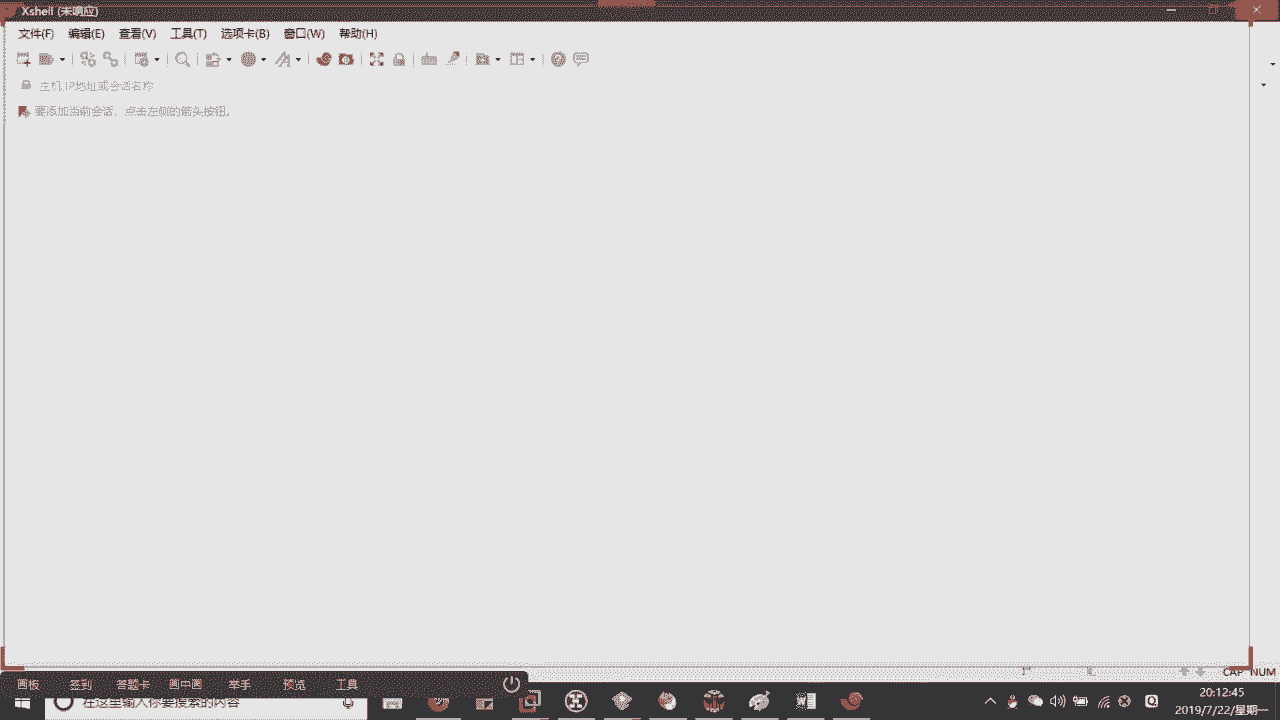 Xshell (未响应)
文件(F) 编辑(E) 查看(V) 工具(T) 选项卡(B) 窗口(W) 帮助(H)
主机,IP地址或会话名称
要添加当前会话，点击左侧的箭头按钮。
CAP NUM
画板 签到 答题卡 画中画 举手 预览 工具
在这里输入你要搜索的内容
20:12:45
2019/7/22/星期一